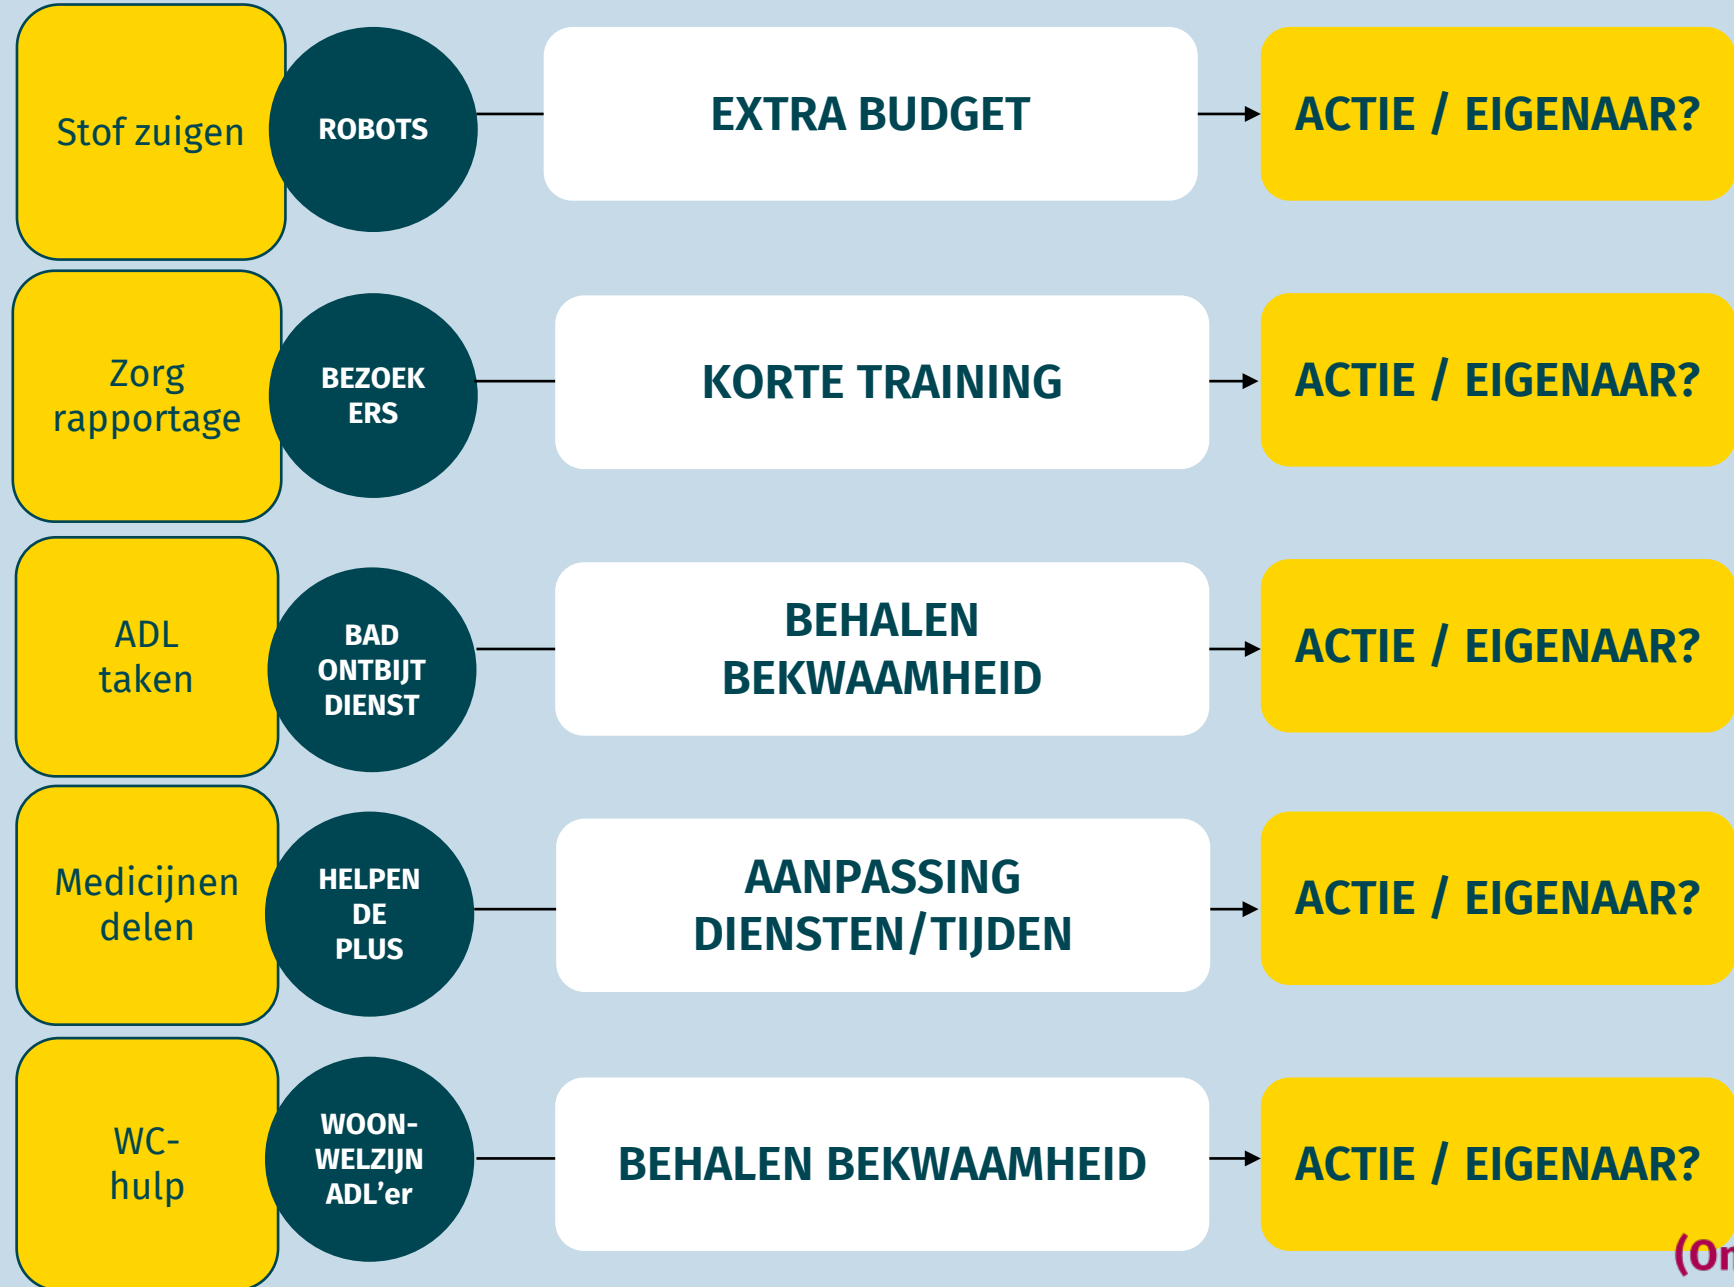 Stof zuigen
ROBOTS
EXTRA BUDGET
ACTIE / EIGENAAR?
Zorg
rapportage
BEZOEK
ERS
KORTE TRAINING
ACTIE / EIGENAAR?
ADL
taken
BAD
ONTBIJT
DIENST
BEHALEN
BEKWAAMHEID
ACTIE / EIGENAAR?
Medicijnen
delen
HELPEN
DE
PLUS
AANPASSING
DIENSTEN/TIJDEN
ACTIE / EIGENAAR?
WC-
hulp
WOON-
WELZIJN
ADL’er
BEHALEN BEKWAAMHEID
ACTIE / EIGENAAR?